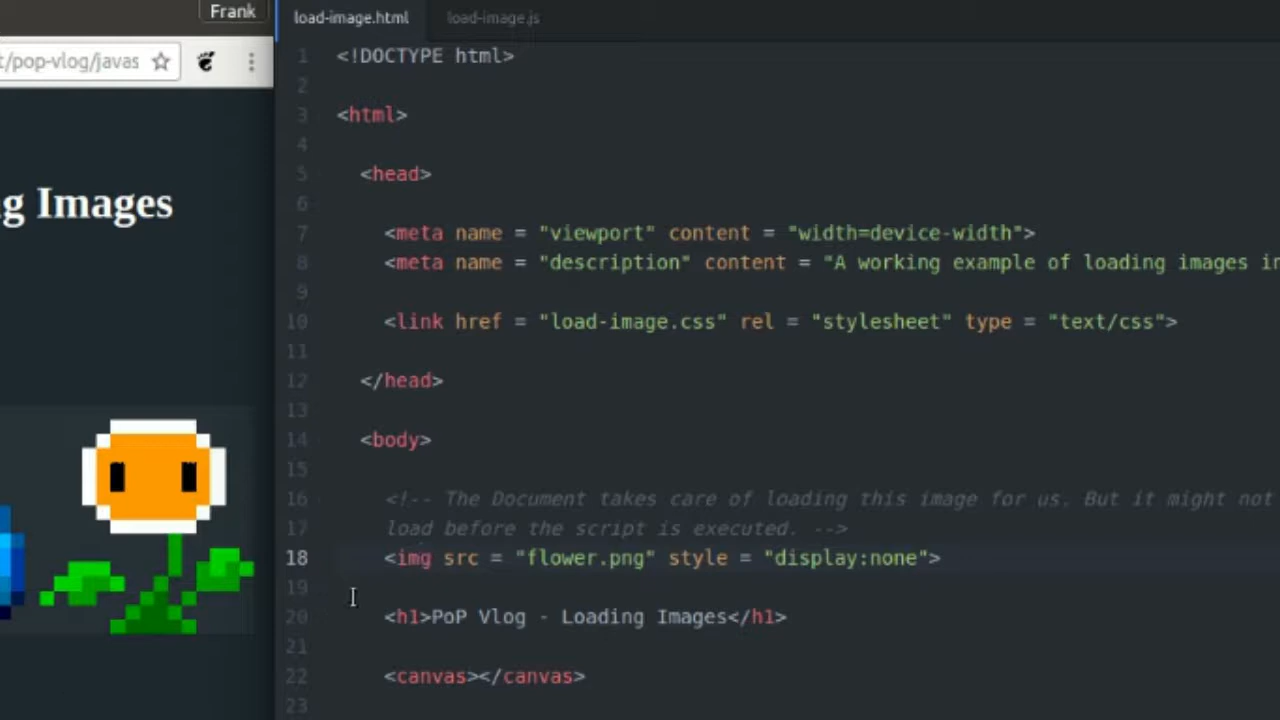 Frank
load-image.html
load-image.js
t/pop-vlog/javas
g Images
1 <!DOCTYPE html>
2
3 <html>
4
5 <head>
6
7 <meta name = "viewport" content = "width=device-width">
8 <meta name = "description" content = "A working example of loading images in
9
10 <link href = "load-image.css" rel = "stylesheet" type = "text/css">
11
12 </head>
13
14 <body>
15
16 <!-- The Document takes care of loading this image for us. But it might not
17 load before the script is executed. -->
18 <img src = "flower.png" style = "display:none">
19
20 <h1>PoP Vlog - Loading Images</h1>
21
22 <canvas></canvas>
23